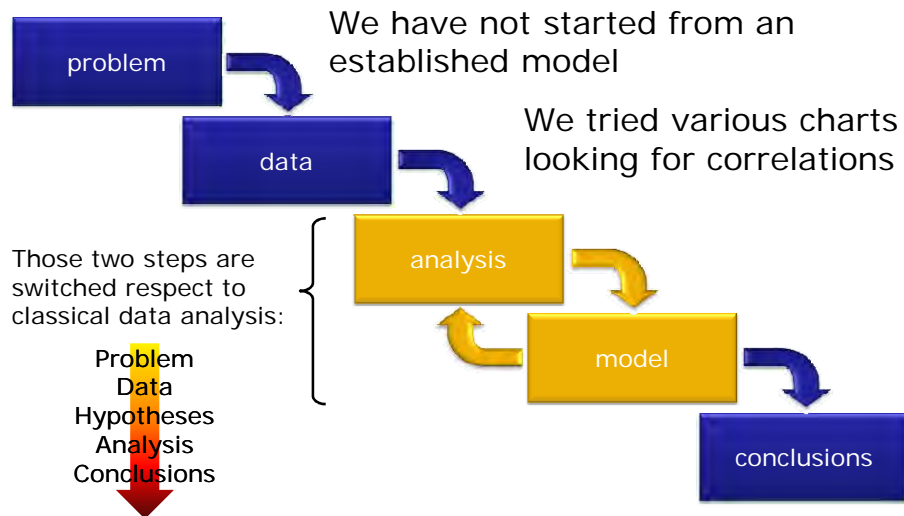 We have not started from an
established model
problem
We tried various charts
looking for correlations
data
analysis
Those two steps are
switched respect to
classical data analysis:
model
Problem
Data
Hypotheses
Analysis
Conclusions
conclusions